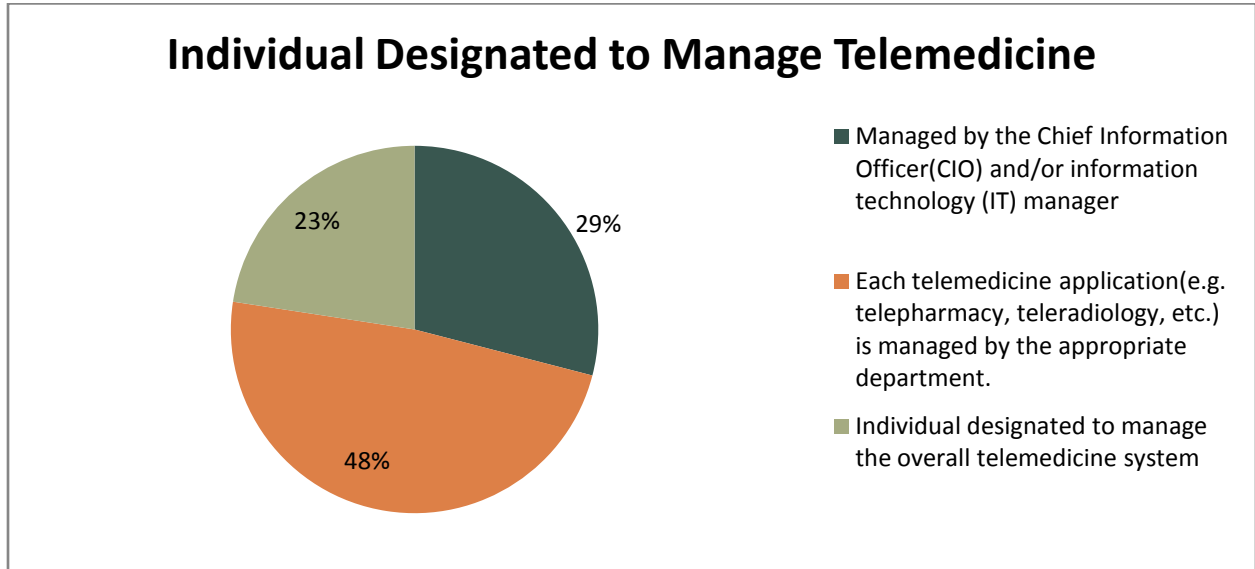 Individual Designated to Manage Telemedicine
23%
29%
48%
Managed by the Chief Information
Officer(CIO) and/or information
technology (IT) manager
Each telemedicine application(e.g.
telepharmacy, teleradiology, etc.)
is managed by the appropriate
department.
Individual designated to manage
the overall telemedicine system